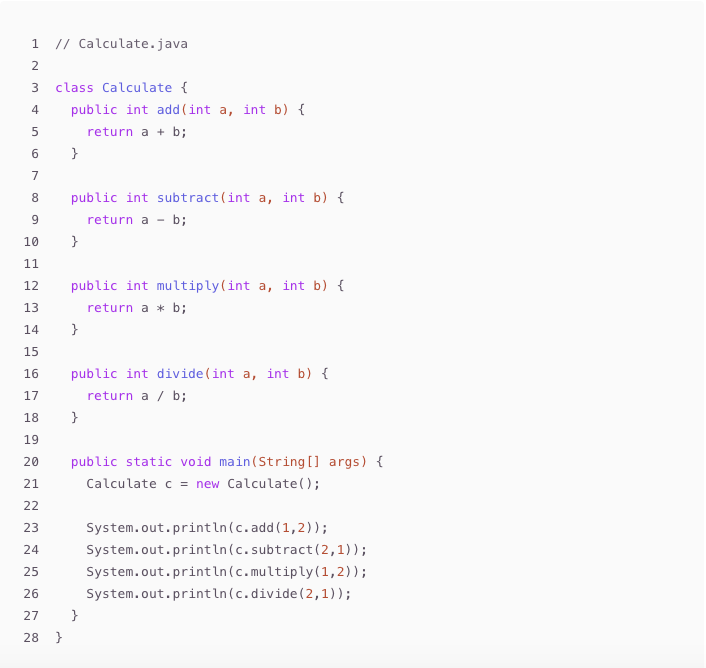 1 // Calculate.java
2
3 class Calculate {
4   public int add(int a, int b) {
5     return a + b;
6   }
7
8   public int subtract(int a, int b) {
9     return a - b;
10   }
11
12   public int multiply(int a, int b) {
13     return a * b;
14   }
15
16   public int divide(int a, int b) {
17     return a / b;
18   }
19
20   public static void main(String[] args) {
21     Calculate c = new Calculate();
22
23     System.out.println(c.add(1,2));
24     System.out.println(c.subtract(2,1));
25     System.out.println(c.multiply(1,2));
26     System.out.println(c.divide(2,1));
27   }
28 }